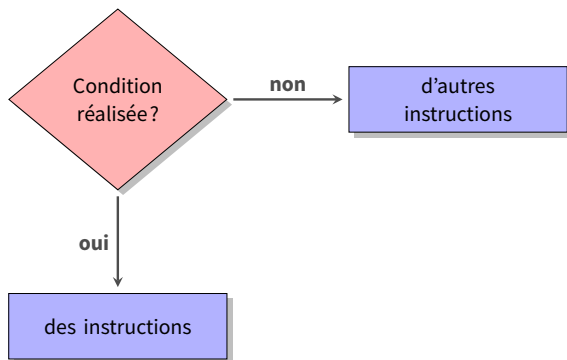 Condition
réalisée ?
non
d'autres
instructions
oui
des instructions